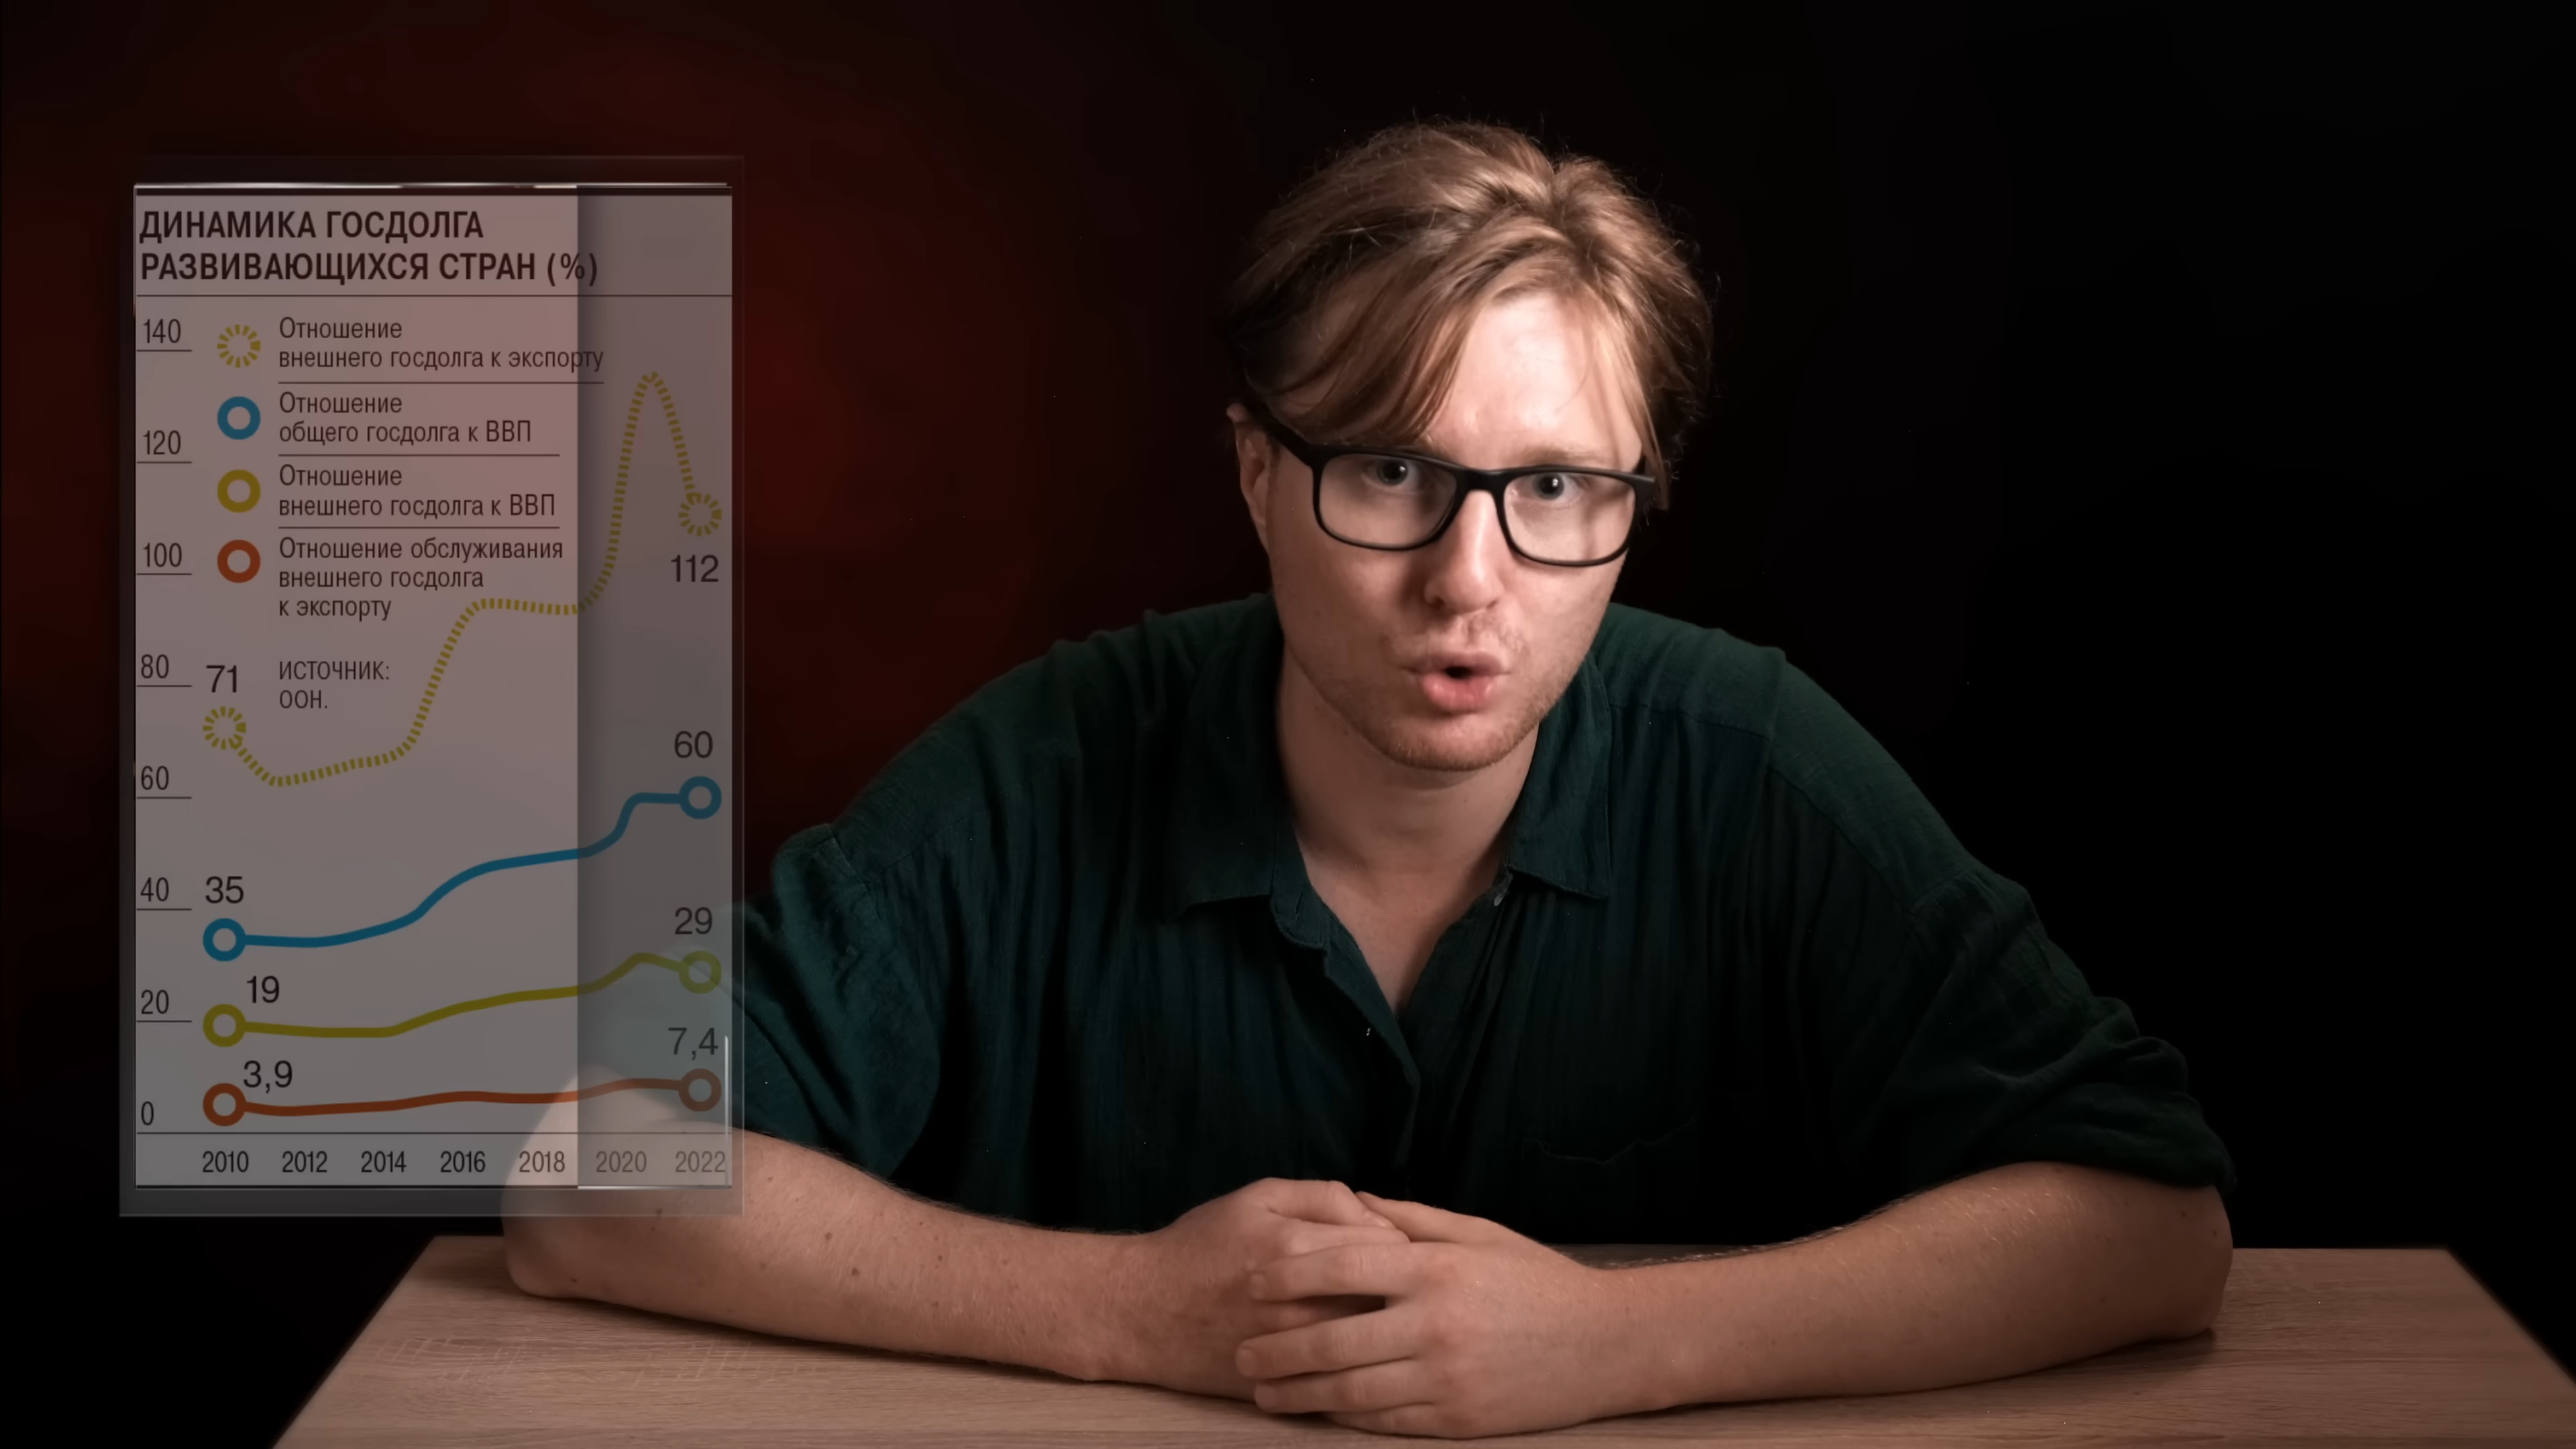 ДИНАМИКА ГОСДОЛГА
РАЗВИВАЮЩИХСЯ СТРАН (%)
140
Отношение
внешнего госдолга к экспорту
Отношение
общего госдолга к ВВП
120
Отношение
внешнего госдолга к ВВП
100
Отношение обслуживания
внешнего госдолга
к экспорту
112
80
71
ИСТОЧНИК:
ООН.
60
60
40
35
29
20
19
7,4
3,9
0
2010 2012 2014 2016 2018 2020 2022